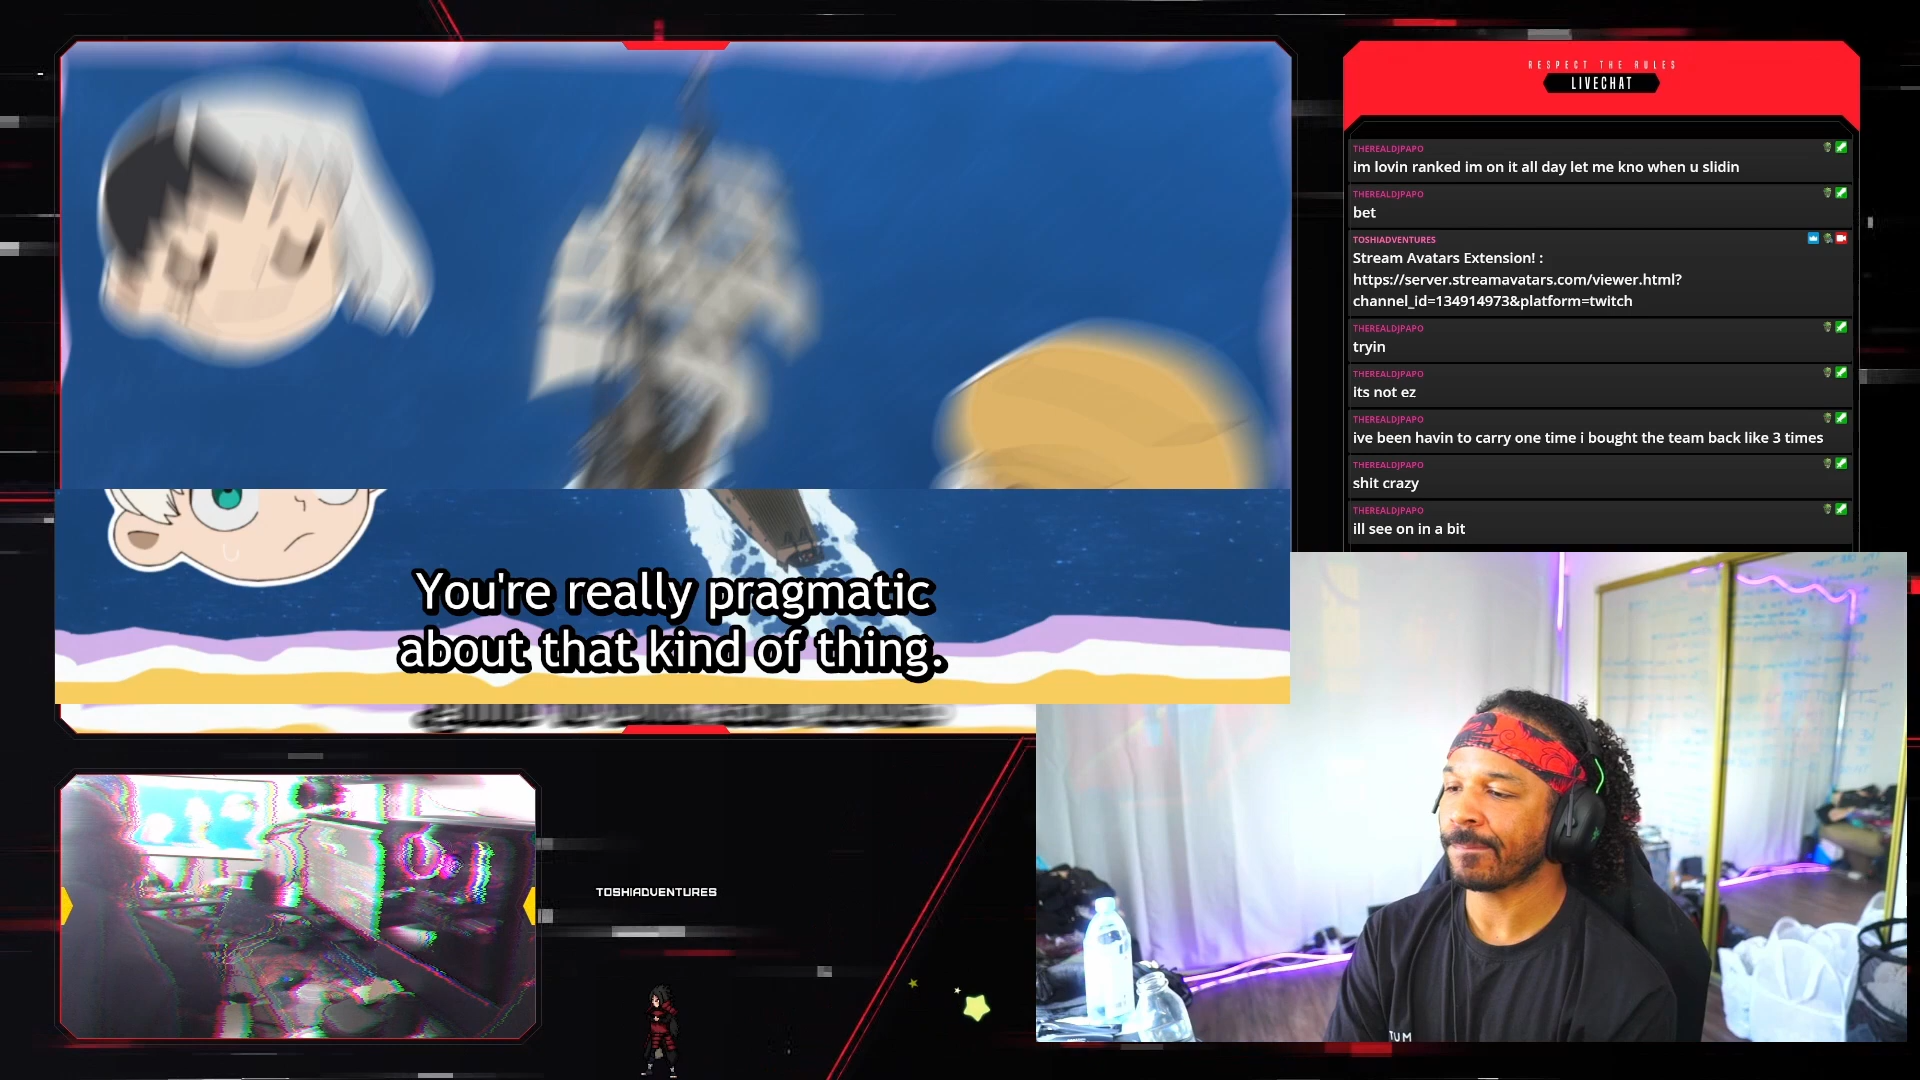 RESPECT THE RULES
LIVECHAT
THEREALDJPAPO
im lovin ranked im on it all day let me kno when u slidin
THEREALDJPAPO
bet
TOSHIADVENTURES
Stream Avatars Extension! :
https://server.streamavatars.com/viewer.html?
channel_id=134914973&platform=twitch
THEREALDJPAPO
tryin
THEREALDJPAPO
its not ez
THEREALDJPAPO
ive been havin to carry one time i bought the team back like 3 times
THEREALDJPAPO
shit crazy
THEREALDJPAPO
ill see on in a bit
You're really pragmatic
about that kind of thing.
TOSHIADVENTURES
TUM